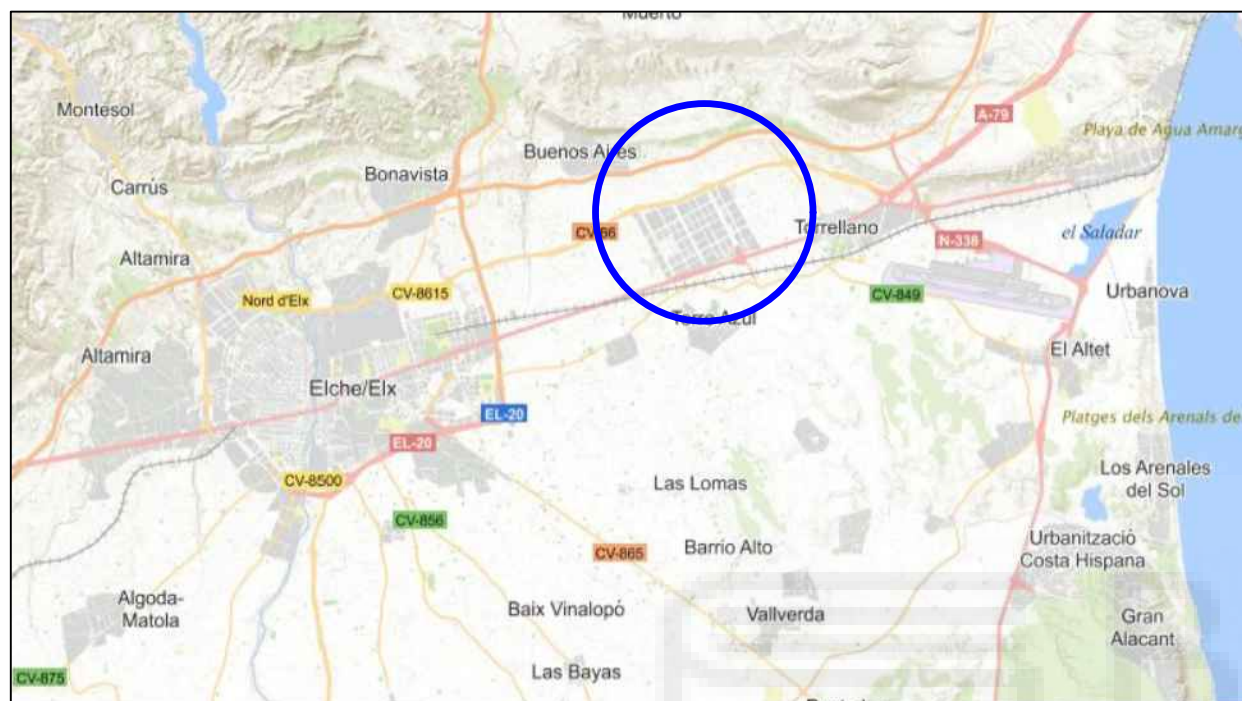 Muerto
Montesol
A-79
Playa de Agua Amarg
Buenos Aires
Bonavista
Carrús
CV-86
Torrellano
N-338
el Saladar
Altamira
Nord d'Elx
CV-8615
CV-849
Urbanova
Torre Azul
Altamira
El Altet
Elche/Elx
EL-20
Platges dels Arenals de
EL-20
CV-8500
Las Lomas
Los Arenales
del Sol
CV-856
CV-865
Barrio Alto
Urbanització
Costa Hispana
Algoda-
Matola
Baix Vinalopó
Vallverda
Gran
Alacant
CV-875
Las Bayas